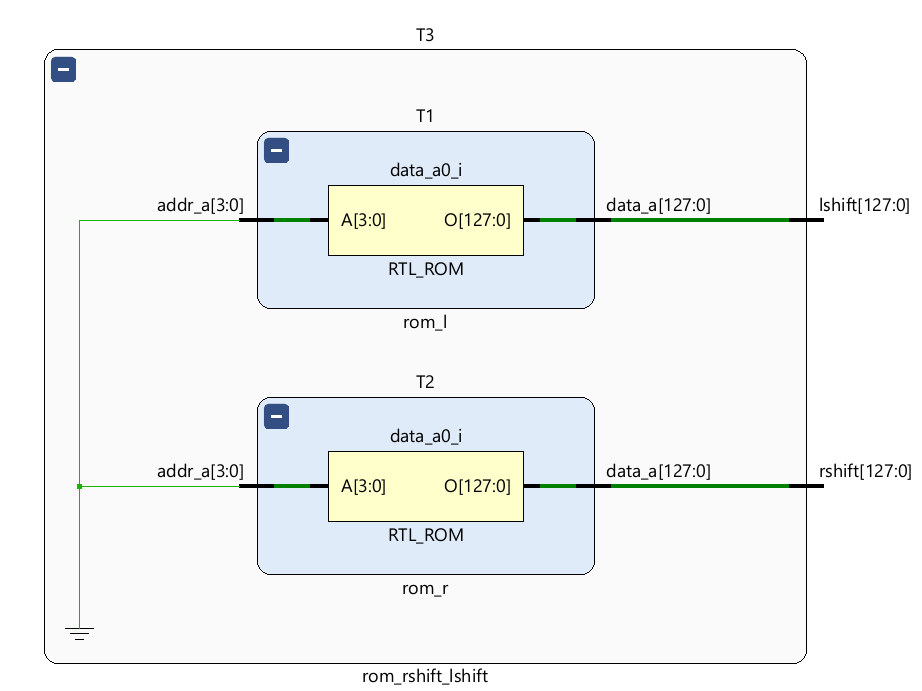 T3
T1
data_a0_i
addr_a[3:0]
A[3:0]
O[127:0]
data_a[127:0]
lshift[127:0]
RTL_ROM
rom_l
T2
data_a0_i
addr_a[3:0]
A[3:0]
O[127:0]
data_a[127:0]
rshift[127:0]
RTL_ROM
rom_r
rom_rshift_lshift